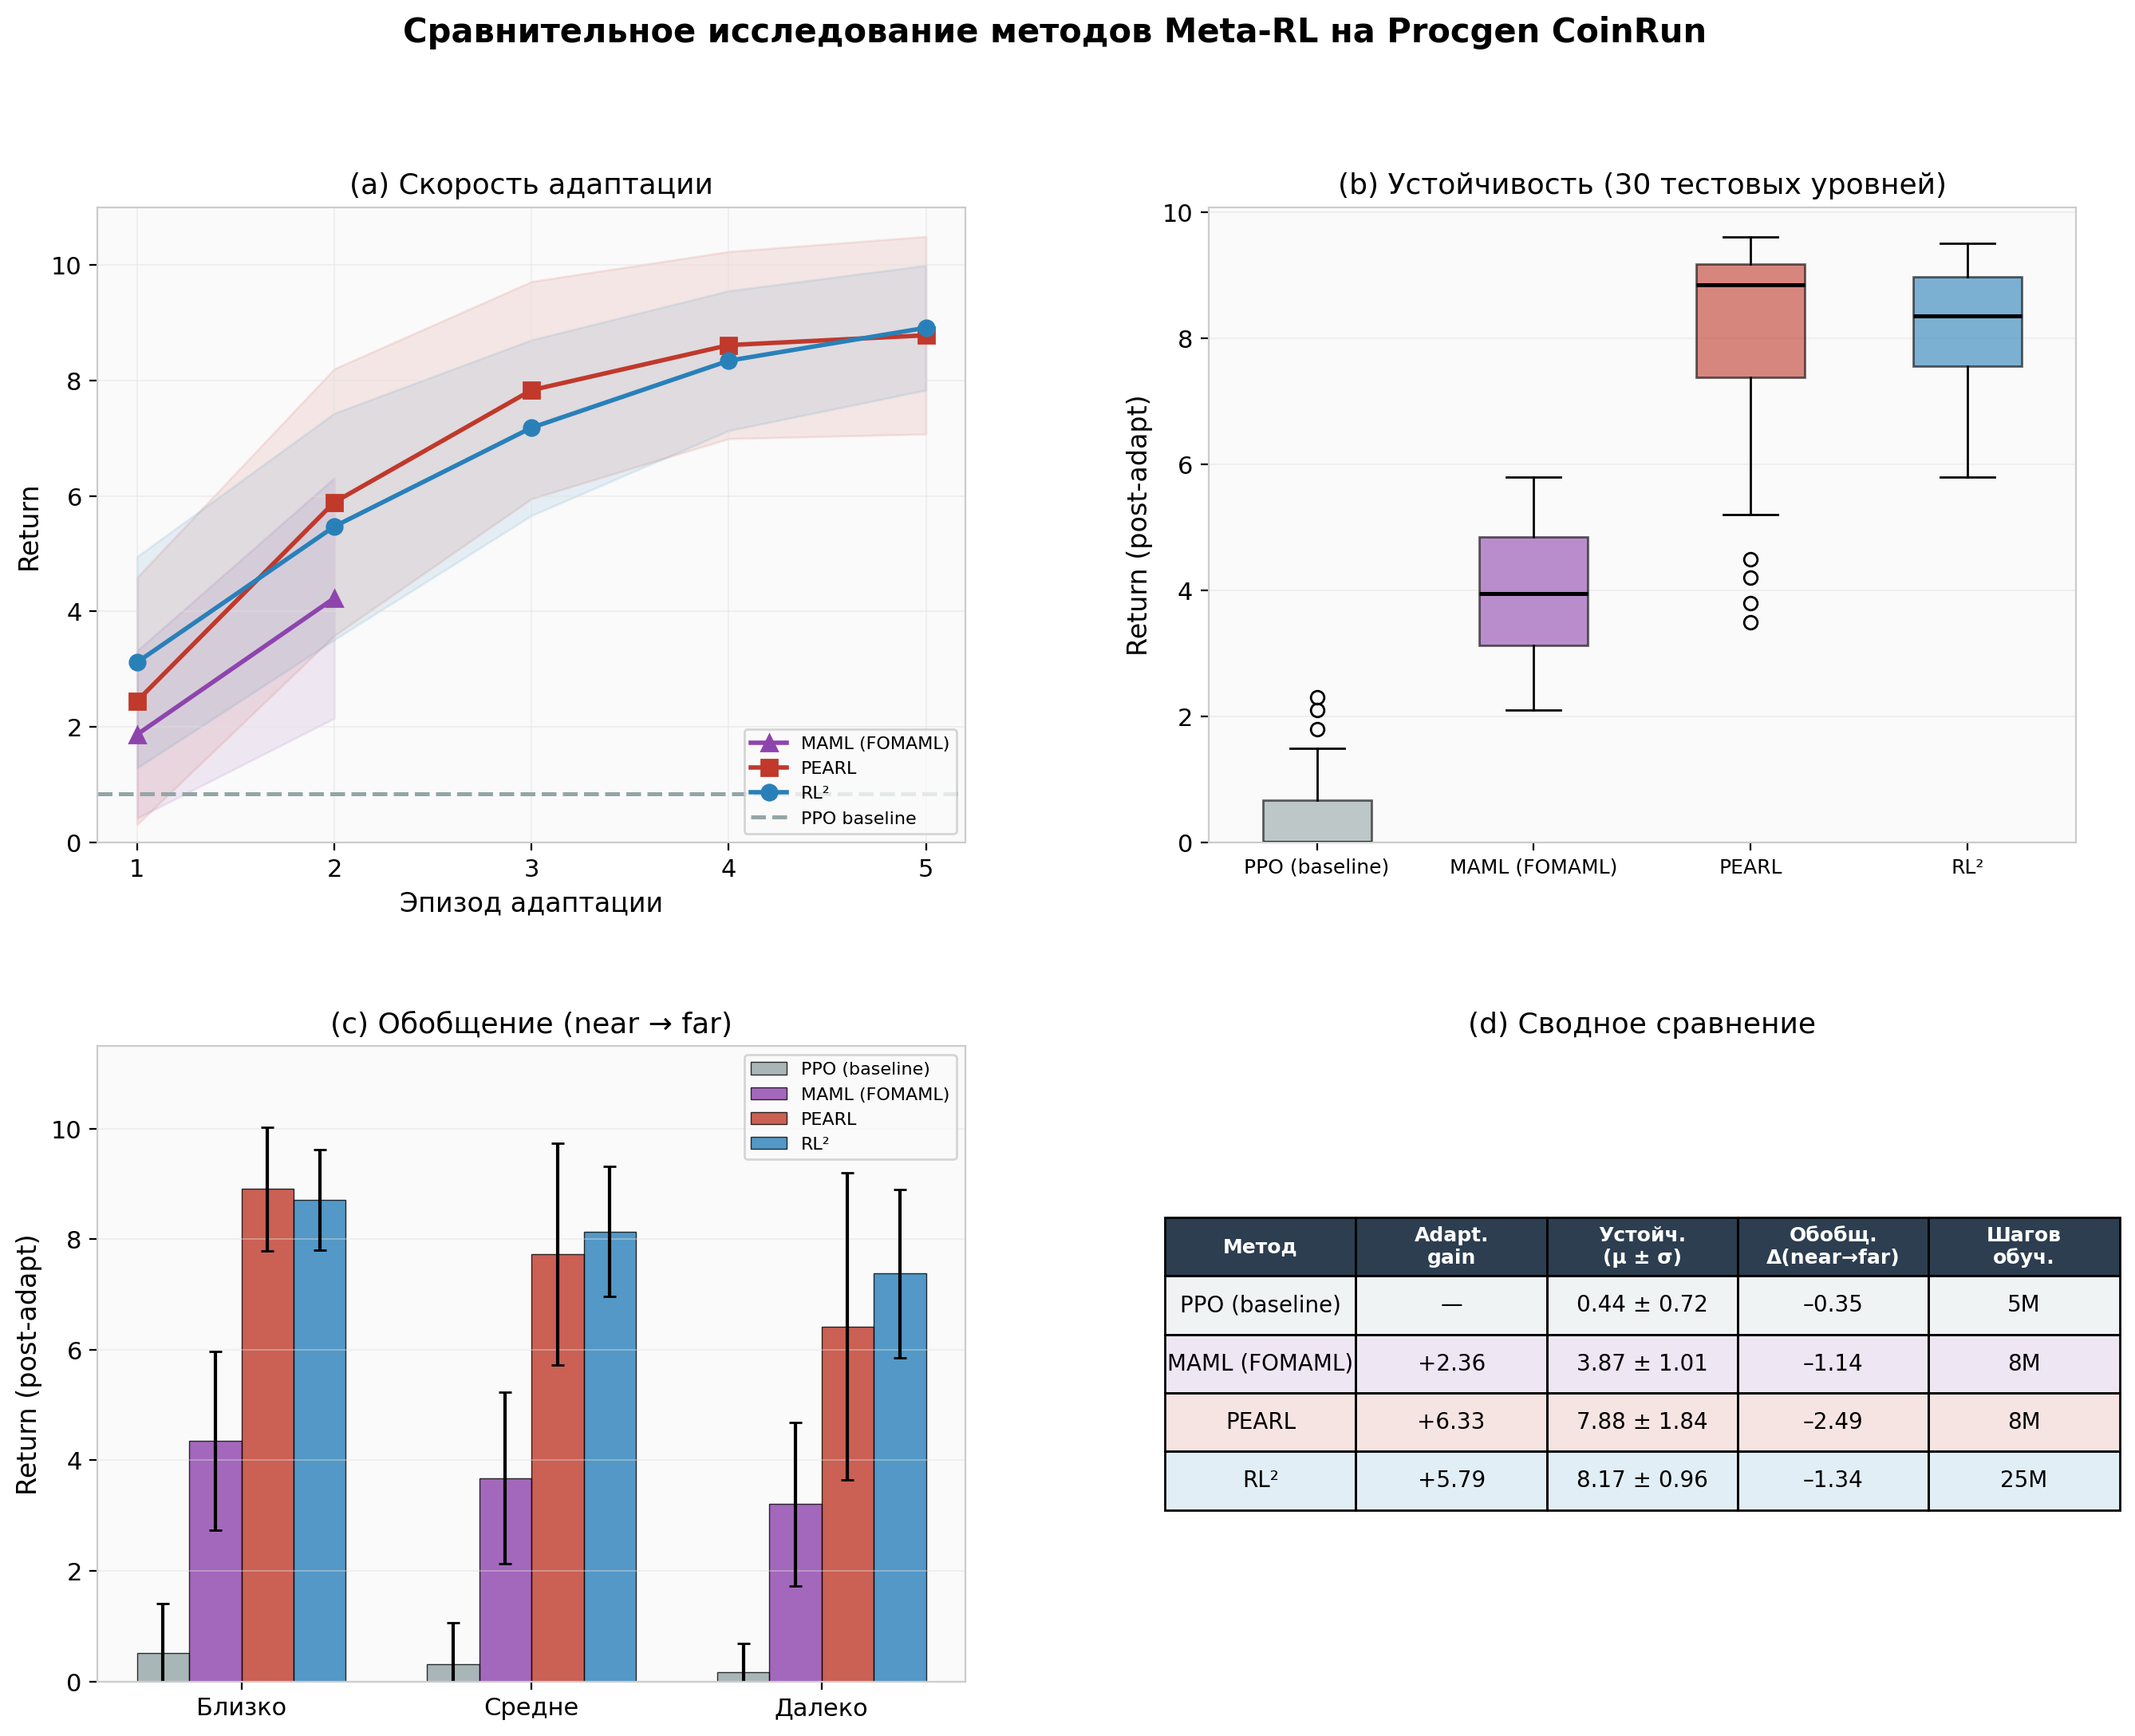 Сравнительное исследование методов Meta-RL на Procgen CoinRun
(a) Скорость адаптации
Return
10
8
6
4
2
0
1 2 3 4 5
Эпизод адаптации
MAML (FOMAML)
PEARL
RL²
PPO baseline
(b) Устойчивость (30 тестовых уровней)
Return (post-adapt)
10
8
6
4
2
0
PPO (baseline) MAML (FOMAML) PEARL RL²
(c) Обобщение (near → far)
Return (post-adapt)
10
8
6
4
2
0
Близко Средне Далеко
PPO (baseline)
MAML (FOMAML)
PEARL
RL²
(d) Сводное сравнение
Метод Adapt. gain Устойч. (μ ± σ) Обобщ. Δ(near→far) Шагов обуч.
PPO (baseline) — 0.44 ± 0.72 –0.35 5M
MAML (FOMAML) +2.36 3.87 ± 1.01 –1.14 8M
PEARL +6.33 7.88 ± 1.84 –2.49 8M
RL² +5.79 8.17 ± 0.96 –1.34 25M